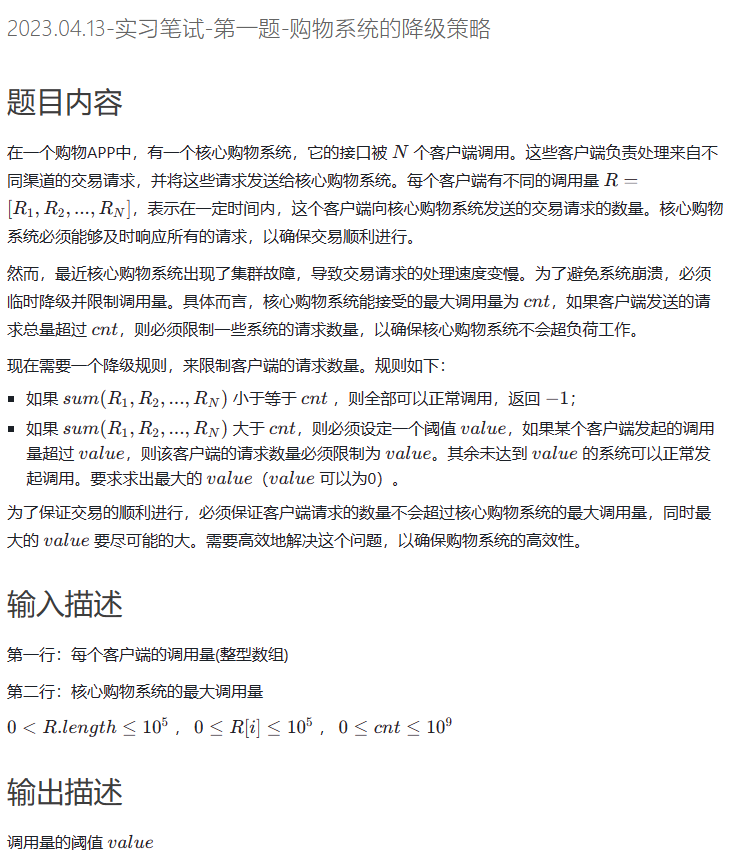 2023.04.13-实习笔试-第一题-购物系统的降级策略
题目内容
在一个购物APP中，有一个核心购物系统，它的接口被 N 个客户端调用。这些客户端负责处理来自不
同渠道的交易请求，并将这些请求发送给核心购物系统。每个客户端有不同的调用量 R =
[R₁, R₂, ..., R_N]，表示在一定时间内，这个客户端向核心购物系统发送的交易请求的数量。核心购物
系统必须能够及时响应所有的请求，以确保交易顺利进行。
然而，最近核心购物系统出现了集群故障，导致交易请求的处理速度变慢。为了避免系统崩溃，必须
临时降级并限制调用量。具体而言，核心购物系统能接受的最大调用量为 cnt，如果客户端发送的请
求总量超过 cnt，则必须限制一些系统的请求数量，以确保核心购物系统不会超负荷工作。
现在需要一个降级规则，来限制客户端的请求数量。规则如下：
▪ 如果 sum(R₁, R₂, ..., R_N) 小于等于 cnt ，则全部可以正常调用，返回 −1；
▪ 如果 sum(R₁, R₂, ..., R_N) 大于 cnt，则必须设定一个阈值 value，如果某个客户端发起的调用
量超过 value，则该客户端的请求数量必须限制为 value。其余未达到 value 的系统可以正常发
起调用。要求求出最大的 value（value 可以为0）。
为了保证交易的顺利进行，必须保证客户端请求的数量不会超过核心购物系统的最大调用量，同时最
大的 value 要尽可能的大。需要高效地解决这个问题，以确保购物系统的高效性。
输入描述
第一行：每个客户端的调用量(整型数组)
第二行：核心购物系统的最大调用量
0 < R.length ≤ 10⁵ ， 0 ≤ R[i] ≤ 10⁵ ， 0 ≤ cnt ≤ 10⁹
输出描述
调用量的阈值 value